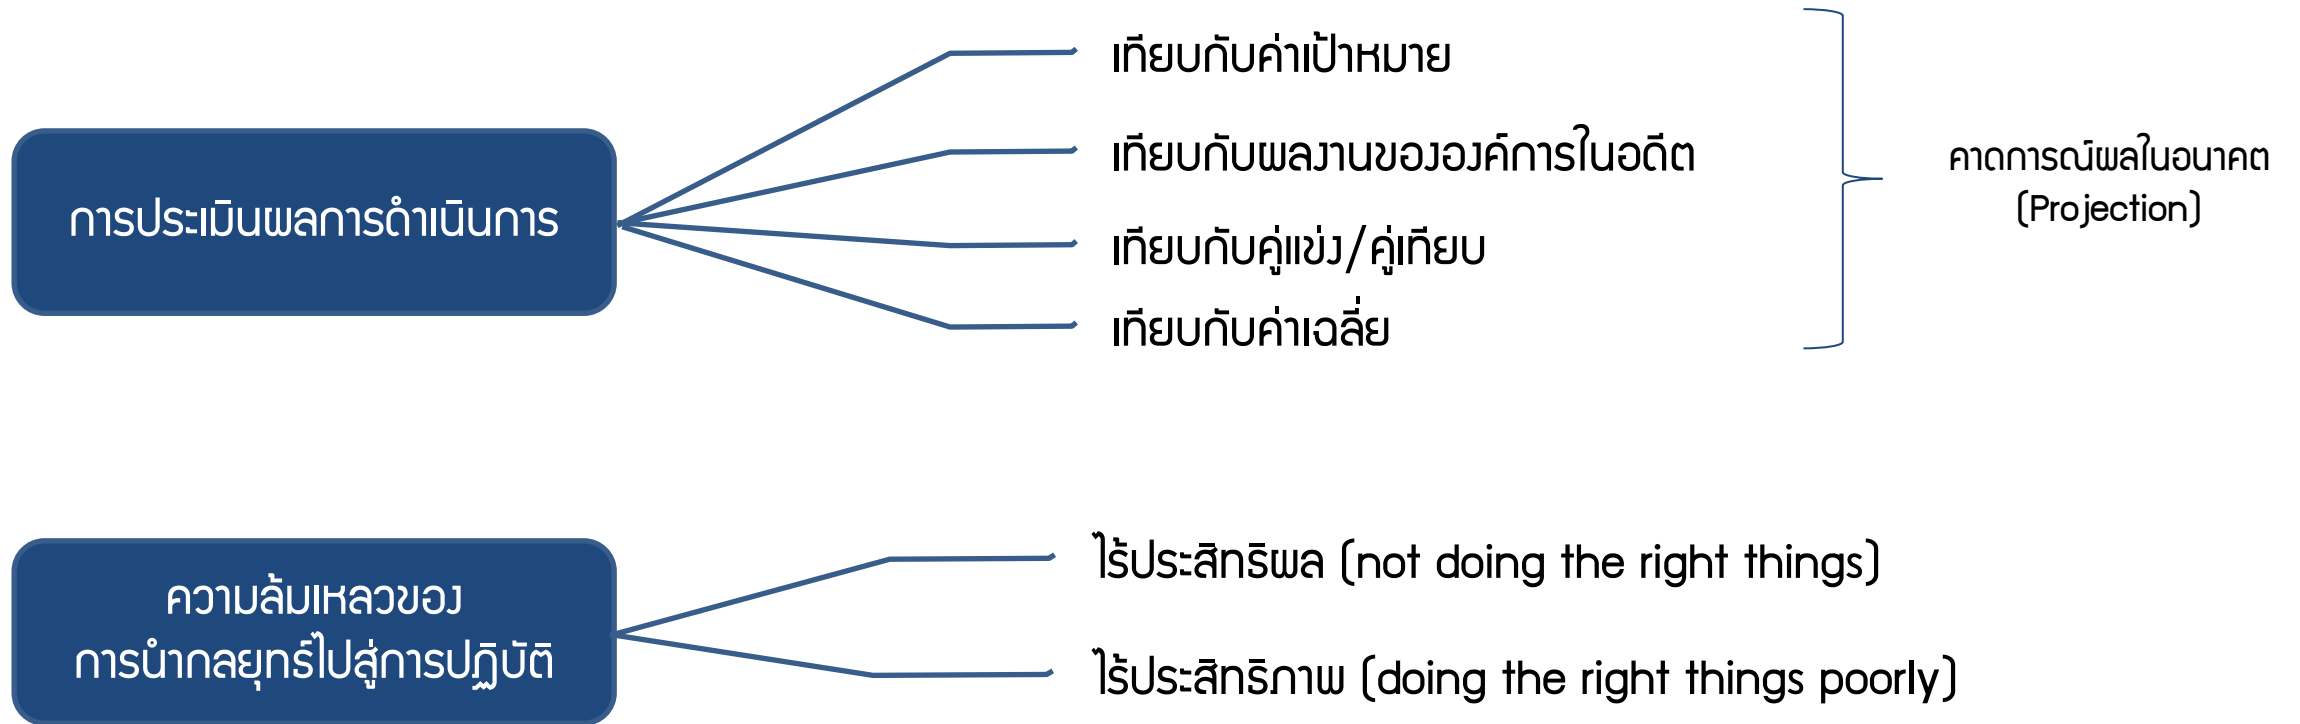 การประเมินผลการดำเนินการ
เทียบกับค่าเป้าหมาย
เทียบกับผลงานขององค์การในอดีต
เทียบกับคู่แข่ง/คู่เทียบ
เทียบกับค่าเฉลี่ย
คาดการณ์ผลในอนาคต
(Projection)
ความล้มเหลวของ
การนำกลยุทธ์ไปสู่การปฏิบัติ
ไร้ประสิทธิผล (not doing the right things)
ไร้ประสิทธิภาพ (doing the right things poorly)